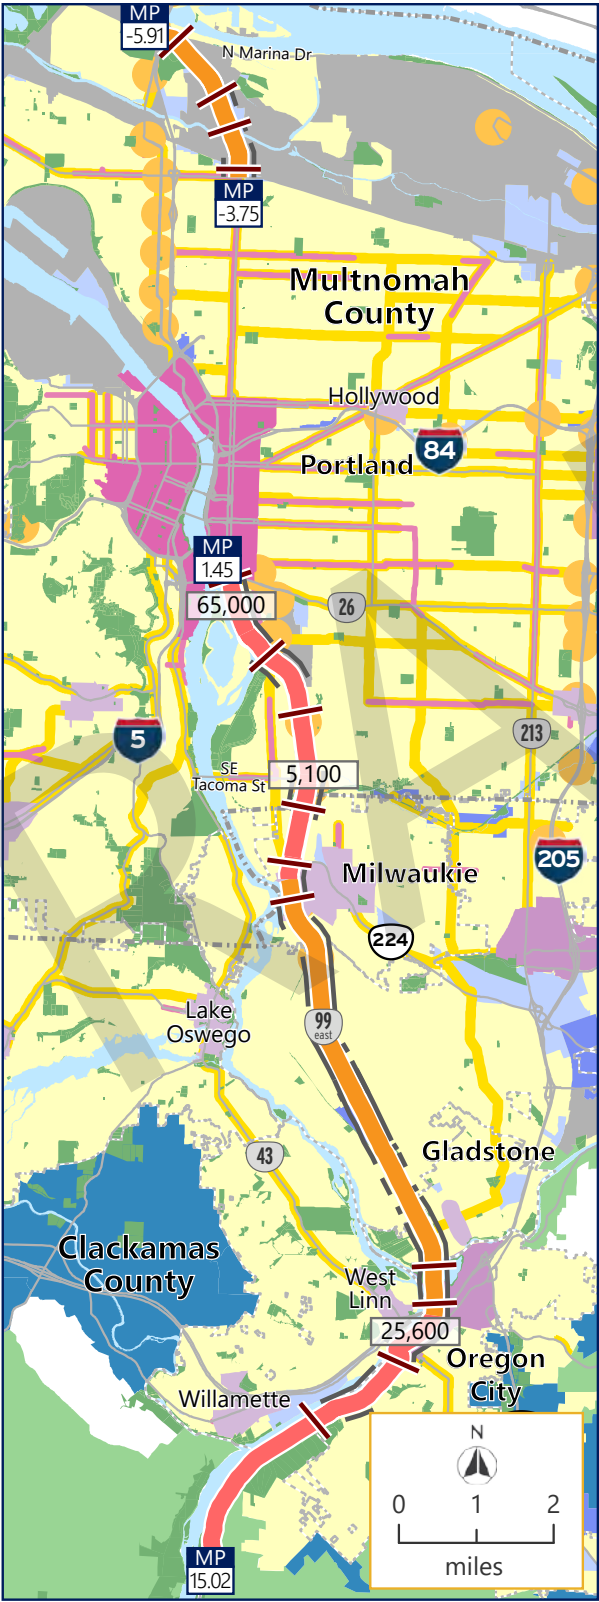 MP
-5.91
N Marina Dr
MP
-3.75
Multnomah
County
Hollywood
84
Portland
MP
1.45
65,000
26
5
213
SE
Tacoma St
5,100
205
Milwaukie
224
Lake
Oswego
99
east
43
Gladstone
Clackamas
County
West
Linn
25,600
Oregon
City
Willamette
N
0 1 2
miles
MP
15.02